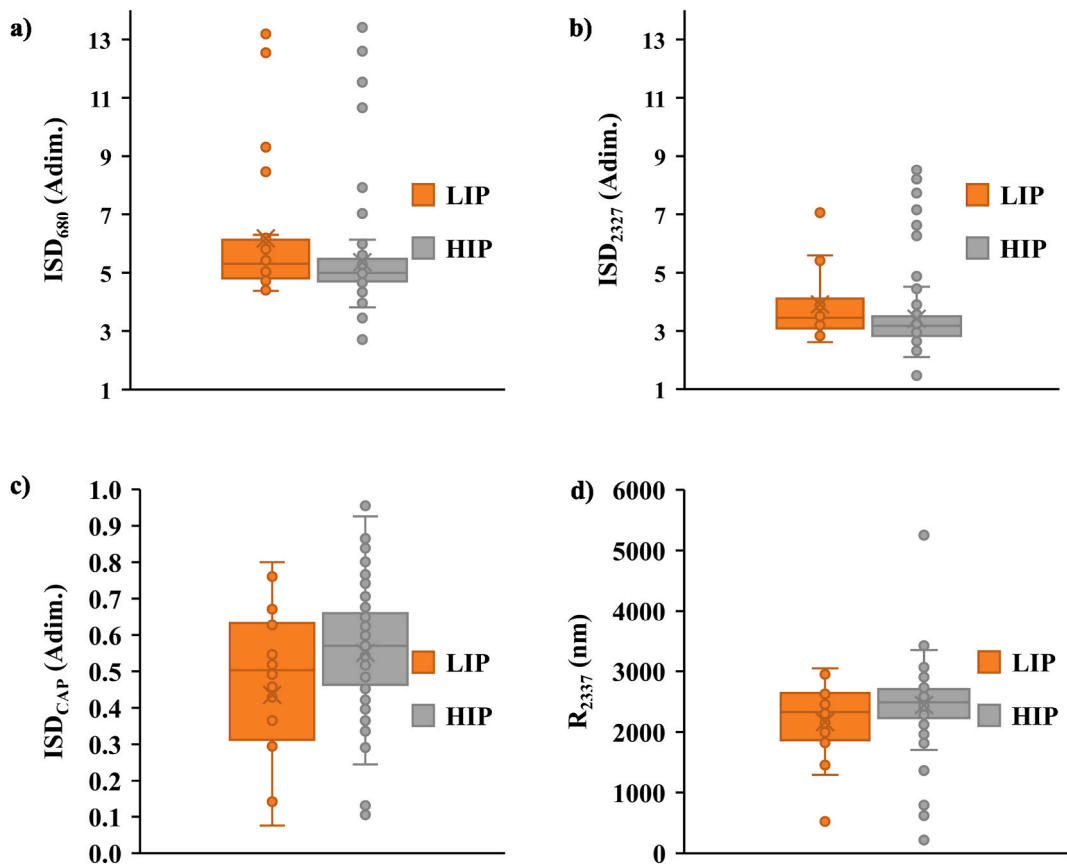 a)
13
11
9
7
5
3
1
ISD680 (Adim.)
LIP
HIP
b)
13
11
9
7
5
3
1
ISD2327 (Adim.)
LIP
HIP
c)
1.0
0.9
0.8
0.7
0.6
0.5
0.4
0.3
0.2
0.1
0.0
ISDCAP (Adim.)
LIP
HIP
d)
6000
5000
4000
3000
2000
1000
0
R2337 (nm)
LIP
HIP